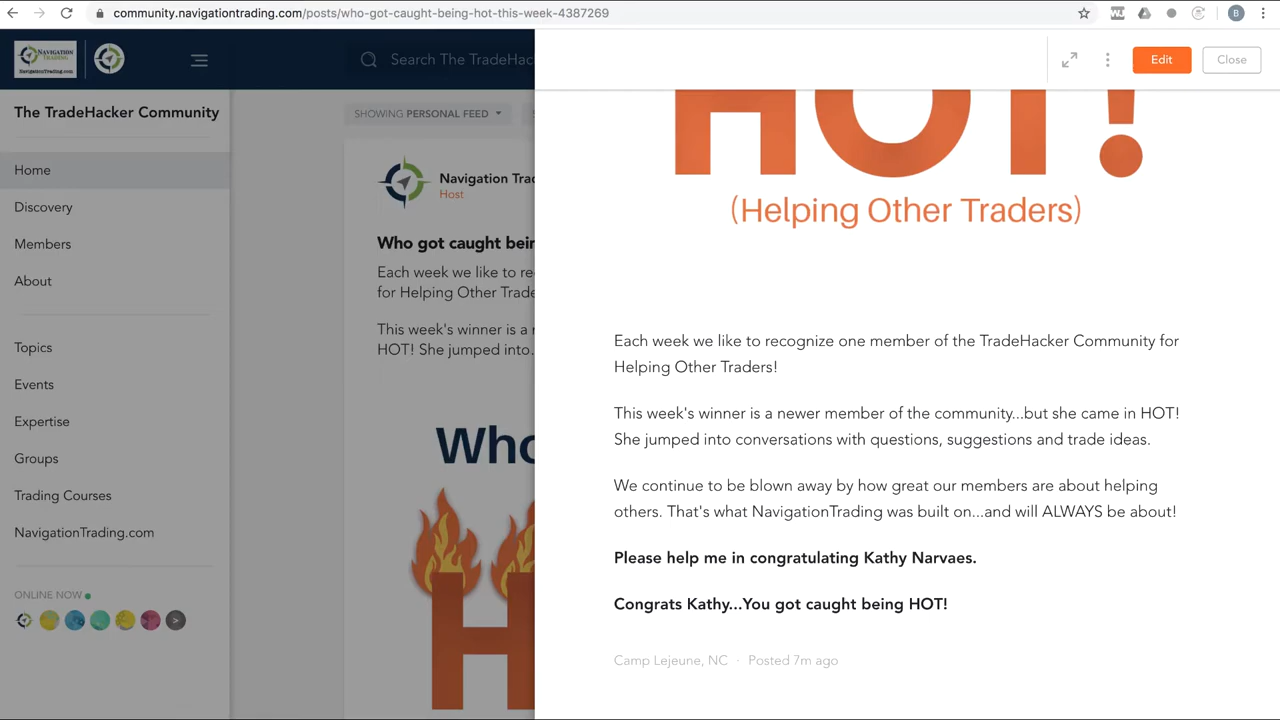 community.navigationtrading.com/posts/who-got-caught-being-hot-this-week-4387269
B
NAVIGATION
TRADING
NavigationTrading.com
Search The TradeHac
Edit
Close
The TradeHacker Community
SHOWING PERSONAL FEED
Home
Discovery
Members
About
Topics
Events
Expertise
Groups
Trading Courses
NavigationTrading.com
ONLINE NOW
>
Navigation Trad
Host
Who got caught bein
Each week we like to re
for Helping Other Trade
This week's winner is a n
HOT! She jumped into...
Who
H
HOT!
(Helping Other Traders)
Each week we like to recognize one member of the TradeHacker Community for
Helping Other Traders!
This week's winner is a newer member of the community...but she came in HOT!
She jumped into conversations with questions, suggestions and trade ideas.
We continue to be blown away by how great our members are about helping
others. That's what NavigationTrading was built on...and will ALWAYS be about!
Please help me in congratulating Kathy Narvaes.
Congrats Kathy...You got caught being HOT!
Camp Lejeune, NC · Posted 7m ago